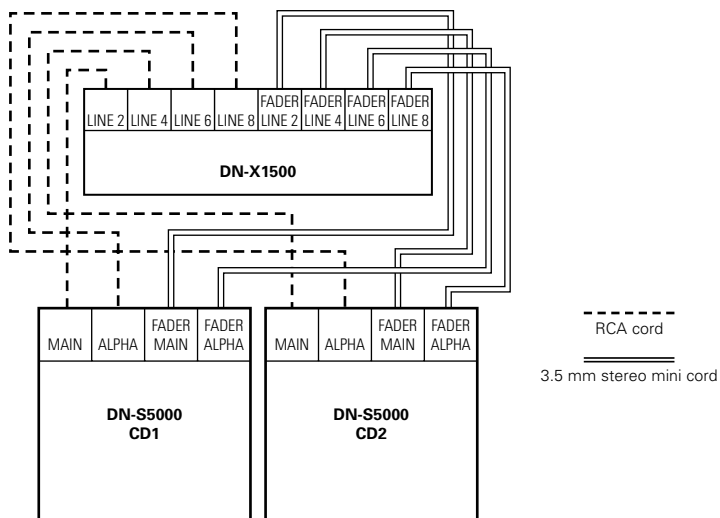 FADER FADER FADER FADER
LINE 2 LINE 4 LINE 6 LINE 8 LINE 2 LINE 4 LINE 6 LINE 8
DN-X1500
MAIN ALPHA FADER MAIN FADER ALPHA
DN-S5000
CD1
MAIN ALPHA FADER MAIN FADER ALPHA
DN-S5000
CD2
RCA cord
3.5 mm stereo mini cord